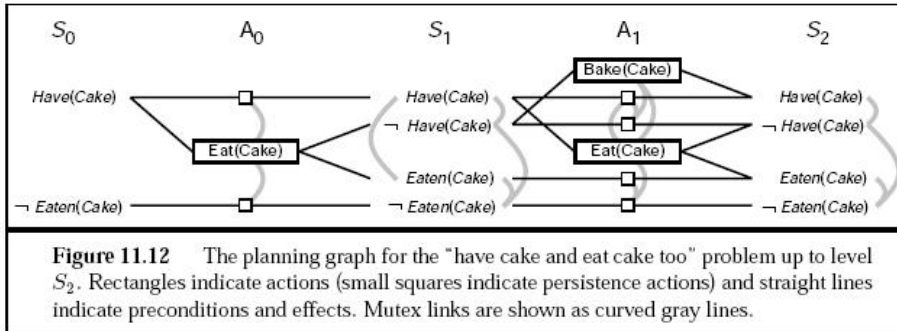 S0 A0 S1 A1 S2
Bake(Cake)
Have(Cake) Have(Cake) Have(Cake)
¬ Have(Cake) ¬ Have(Cake)
Eat(Cake) Eat(Cake)
Eaten(Cake) Eaten(Cake)
¬ Eaten(Cake) ¬ Eaten(Cake) ¬ Eaten(Cake)
Figure 11.12 The planning graph for the "have cake and eat cake too" problem up to level
S2. Rectangles indicate actions (small squares indicate persistence actions) and straight lines
indicate preconditions and effects. Mutex links are shown as curved gray lines.